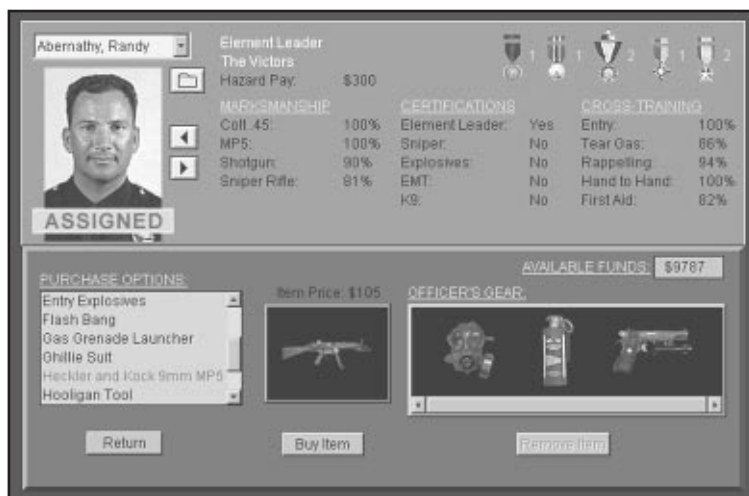 Abernathy, Randy
ASSIGNED
Element Leader
The Victors
Hazard Pay: $300
1 1 2 1 2
MARKSMANSHIP
Colt .45: 100%
MP5: 100%
Shotgun: 90%
Sniper Rifle: 81%
CERTIFICATIONS
Element Leader: Yes
Sniper: No
Explosives: No
EMT: No
K9: No
CROSS-TRAINING
Entry: 100%
Tear Gas: 86%
Rappelling: 94%
Hand to Hand: 100%
First Aid: 82%
AVAILABLE FUNDS: $9787
PURCHASE OPTIONS:
Entry Explosives
Flash Bang
Gas Grenade Launcher
Ghillie Suit
Heckler and Kock 9mm MP5
Hooligan Tool
Item Price: $105
OFFICER'S GEAR:
Return
Buy Item
Remove Item